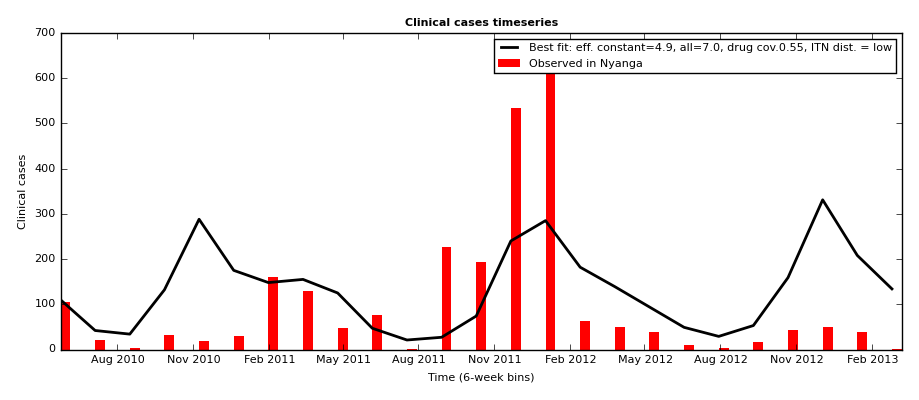 Clinical cases timeseries
Best fit: eff. constant=4.9, all=7.0, drug cov.0.55, ITN dist. = low
Observed in Nyanga
700
600
500
400
300
200
100
0
Clinical cases
Aug 2010 Nov 2010 Feb 2011 May 2011 Aug 2011 Nov 2011 Feb 2012 May 2012 Aug 2012 Nov 2012 Feb 2013
Time (6-week bins)